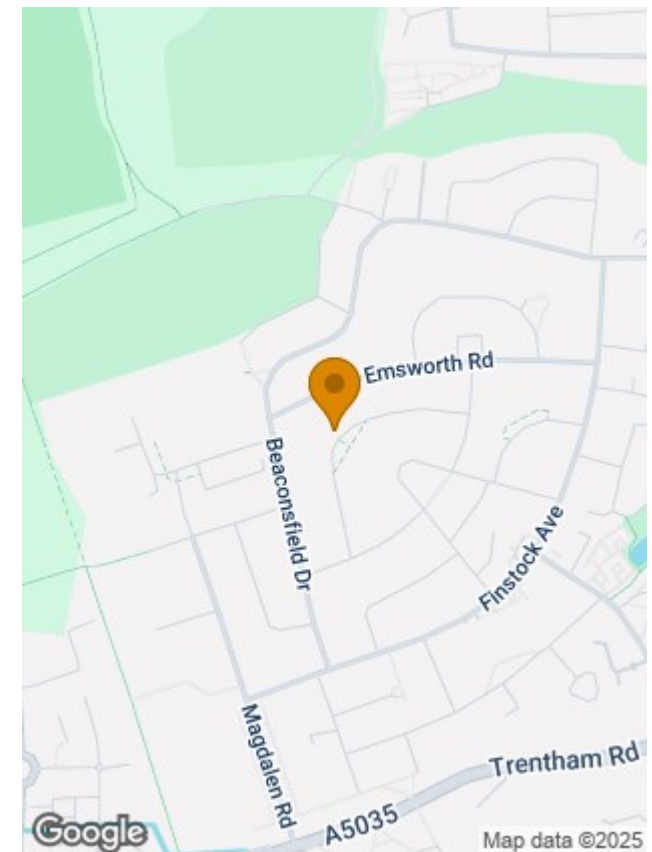 Emsworth Rd
Beaconsfield Dr
Finstock Ave
Magdalen Rd
Trentham Rd
A5035
Google
Map data ©2025